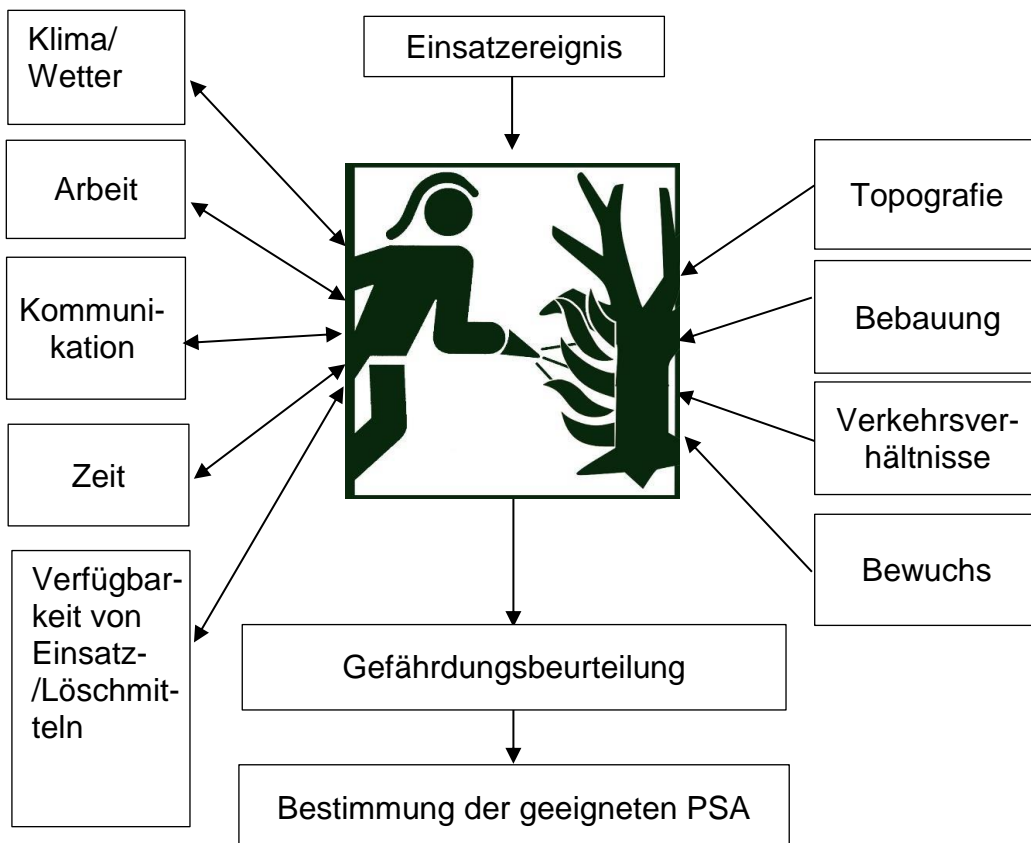 Klima/
Wetter
Einsatzereignis
Arbeit
Topografie
Kommuni-
kation
Bebauung
Zeit
Verkehrsver-
hältnisse
Verfügbar-
keit von
Einsatz-
/Löschmit-
teln
Bewuchs
Gefährdungsbeurteilung
Bestimmung der geeigneten PSA